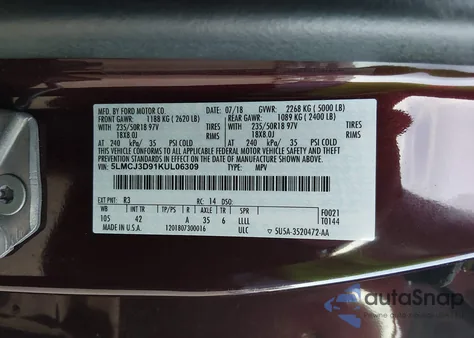 MFD. BY FORD MOTOR CO. 07/18 GVWR: 2268 KG ( 5000 LB)
FRONT GAWR: 1188 KG ( 2620 LB) REAR GAWR: 1089 KG ( 2400 LB)
WITH 235/50R18 97V TIRES WITH 235/50R18 97V TIRES
18X8.0J RIMS 18X8.0J RIMS
AT 240 kPa/ 35 PSI COLD AT 240 kPa/ 35 PSI COLD
THIS VEHICLE CONFORMS TO ALL APPLICABLE FEDERAL MOTOR VEHICLE SAFETY AND THEFT PREVENTION STANDARDS IN EFFECT ON THE DATE OF MANUFACTURE SHOWN ABOVE.
VIN: 5LMCJ3D91KUL06309 TYPE: MPV
EXT PNT: R3 RC: 14 DSO:
WB INT TR TP/PS R AXLE TR SPR F0021
105 42 A 35 6 LLLL T0144
1201807300016 ULC 5U5A-3520472-AA
autoSnap